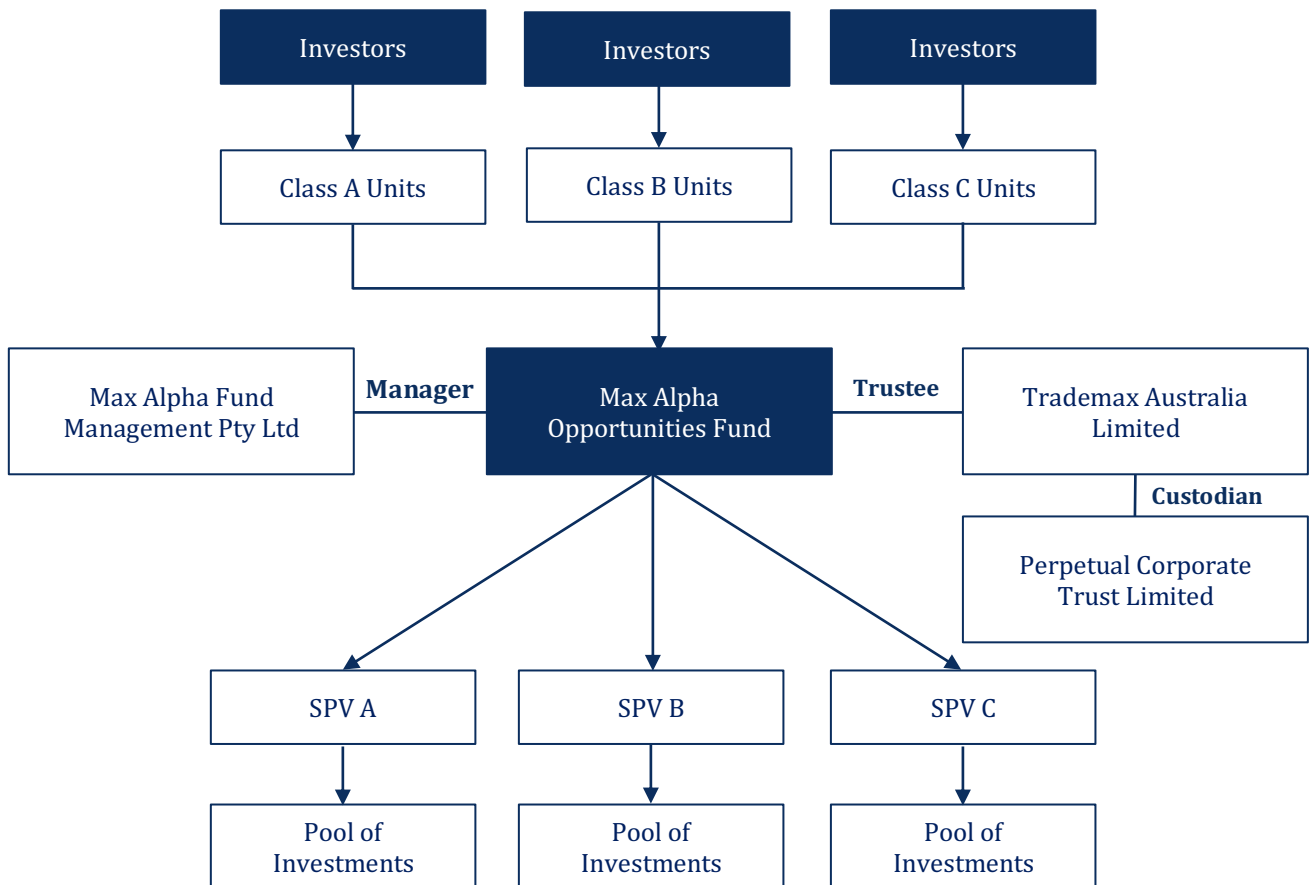 Investors
Investors
Investors
Class A Units
Class B Units
Class C Units
Max Alpha Fund
Management Pty Ltd
Manager
Max Alpha
Opportunities Fund
Trustee
Trademax Australia
Limited
Custodian
Perpetual Corporate
Trust Limited
SPV A
SPV B
SPV C
Pool of
Investments
Pool of
Investments
Pool of
Investments